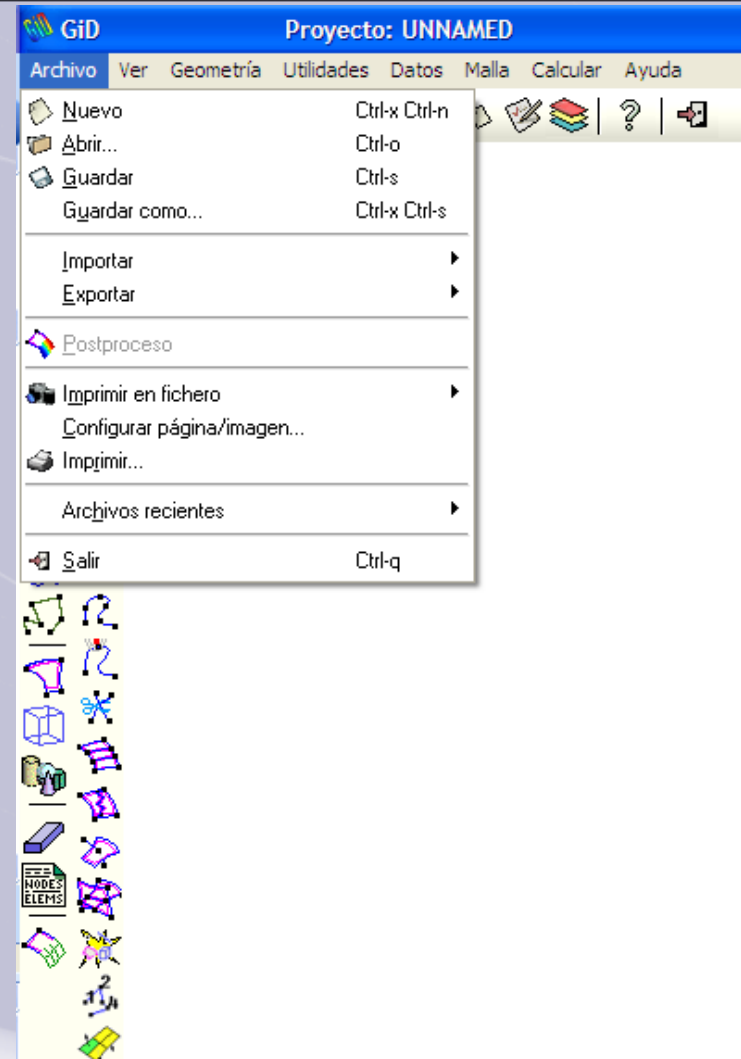 GiD Proyecto: UNNAMED
Archivo Ver Geometría Utilidades Datos Malla Calcular Ayuda
Nuevo Ctrl-x Ctrl-n
Abrir... Ctrl-o
Guardar Ctrl-s
Guardar como... Ctrl-x Ctrl-s
Importar
Exportar
Postproceso
Imprimir en fichero
Configurar página/imagen...
Imprimir...
Archivos recientes
Salir Ctrl-q
NODES
ELEMS